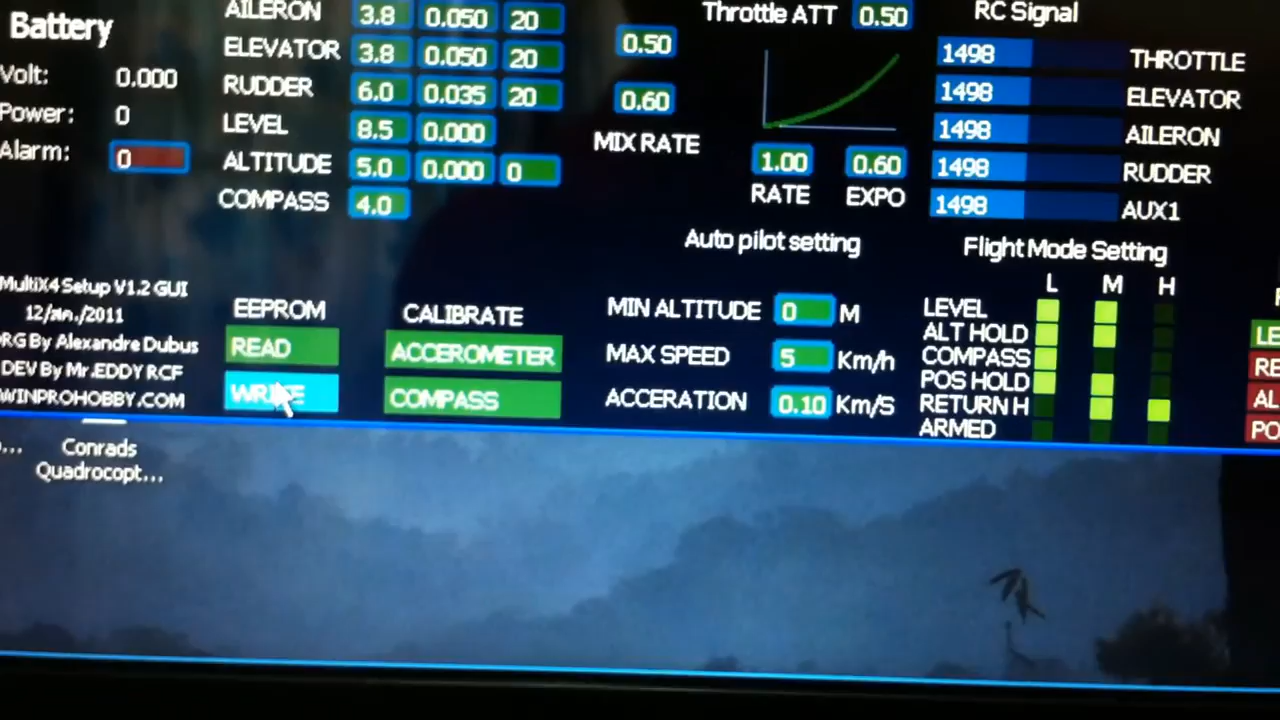 Battery
Volt: 0.000
Power: 0
Alarm: 0
AILERON 3.8 0.050 20
ELEVATOR 3.8 0.050 20
RUDDER 6.0 0.035 20
LEVEL 8.5 0.000
ALTITUDE 5.0 0.000 0
COMPASS 4.0
0.50
0.60
MIX RATE
Throttle ATT 0.50
1.00 0.60
RATE EXPO
RC Signal
1498 THROTTLE
1498 ELEVATOR
1498 AILERON
1498 RUDDER
1498 AUX1
MultiX4 Setup V1.2 GUI
RG By Alexandre Dubus
DEV By Mr.EDDY RCF
WINPROHOBBY.COM
EEPROM
READ
WRITE
CALIBRATE
ACCEROMETER
COMPASS
Auto pilot setting
MIN ALTITUDE 0 M
MAX SPEED 5 Km/h
ACCERATION 0.10 Km/S
Flight Mode Setting
L M H
LEVEL
ALT HOLD
COMPASS
POS HOLD
RETURN H
ARMED
LE
RE
AL
PO
...
Conrads
Quadrocopt...